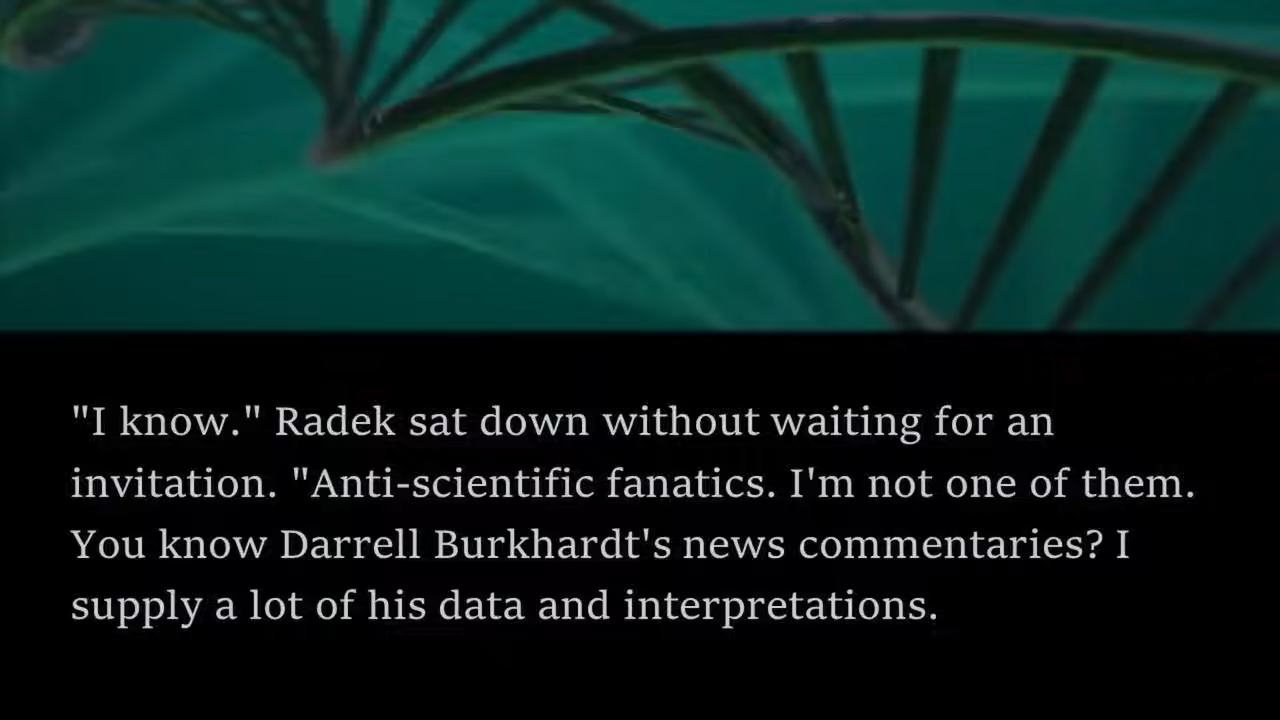 "I know." Radek sat down without waiting for an
invitation. "Anti-scientific fanatics. I'm not one of them.
You know Darrell Burkhardt's news commentaries? I
supply a lot of his data and interpretations.